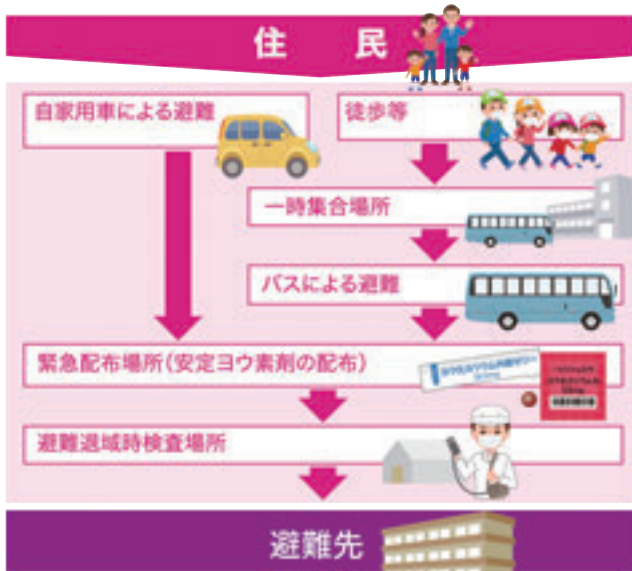 住民
自家用車による避難
徒歩等
一時集合場所
バスによる避難
緊急配布場所(安定ヨウ素剤の配布)
避難退域時検査場所
避難先